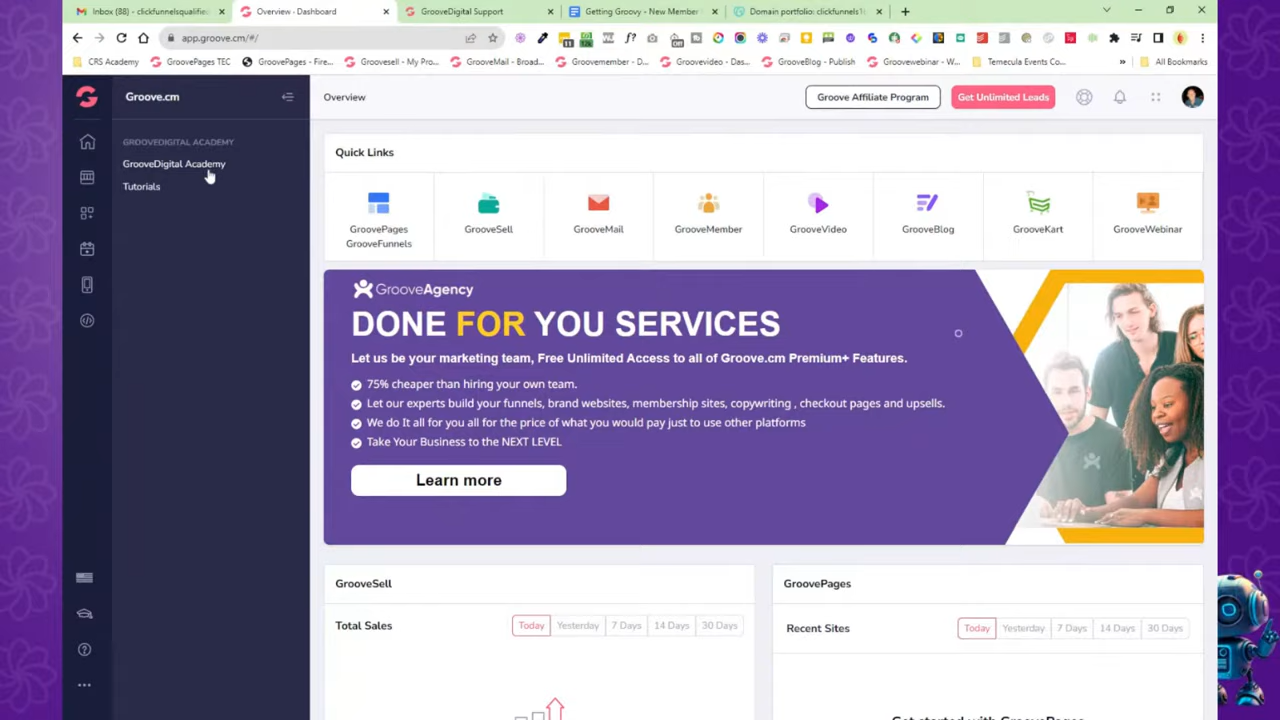 Inbox (88) - clickfunnelsqualified
Overview - Dashboard
GrooveDigital Support
Getting Groovy - New Member
Domain portfolio: clickfunnels1
app.groove.cm/#/
CRS Academy
GroovePages TEC
GroovePages - Fire...
Groovesell - My Pro...
GrooveMail - Broad...
Groovemember - D...
Groovevideo - Das...
GrooveBlog - Publish
Groovewebinar - W...
Temecula Events Co...
»
All Bookmarks
Groove.cm
Overview
Groove Affiliate Program
Get Unlimited Leads
GROOVEDIGITAL ACADEMY
GrooveDigital Academy
Tutorials
Quick Links
GroovePages
GrooveFunnels
GrooveSell
GrooveMail
GrooveMember
GrooveVideo
GrooveBlog
GrooveKart
GrooveWebinar
GrooveAgency
DONE FOR YOU SERVICES
Let us be your marketing team, Free Unlimited Access to all of Groove.cm Premium+ Features.
75% cheaper than hiring your own team.
Let our experts build your funnels, brand websites, membership sites, copywriting , checkout pages and upsells.
We do It all for you all for the price of what you would pay just to use other platforms
Take Your Business to the NEXT LEVEL
Learn more
GrooveSell
Total Sales
Today
Yesterday
7 Days
14 Days
30 Days
GroovePages
Recent Sites
Today
Yesterday
7 Days
14 Days
30 Days
Get started with GroovePages